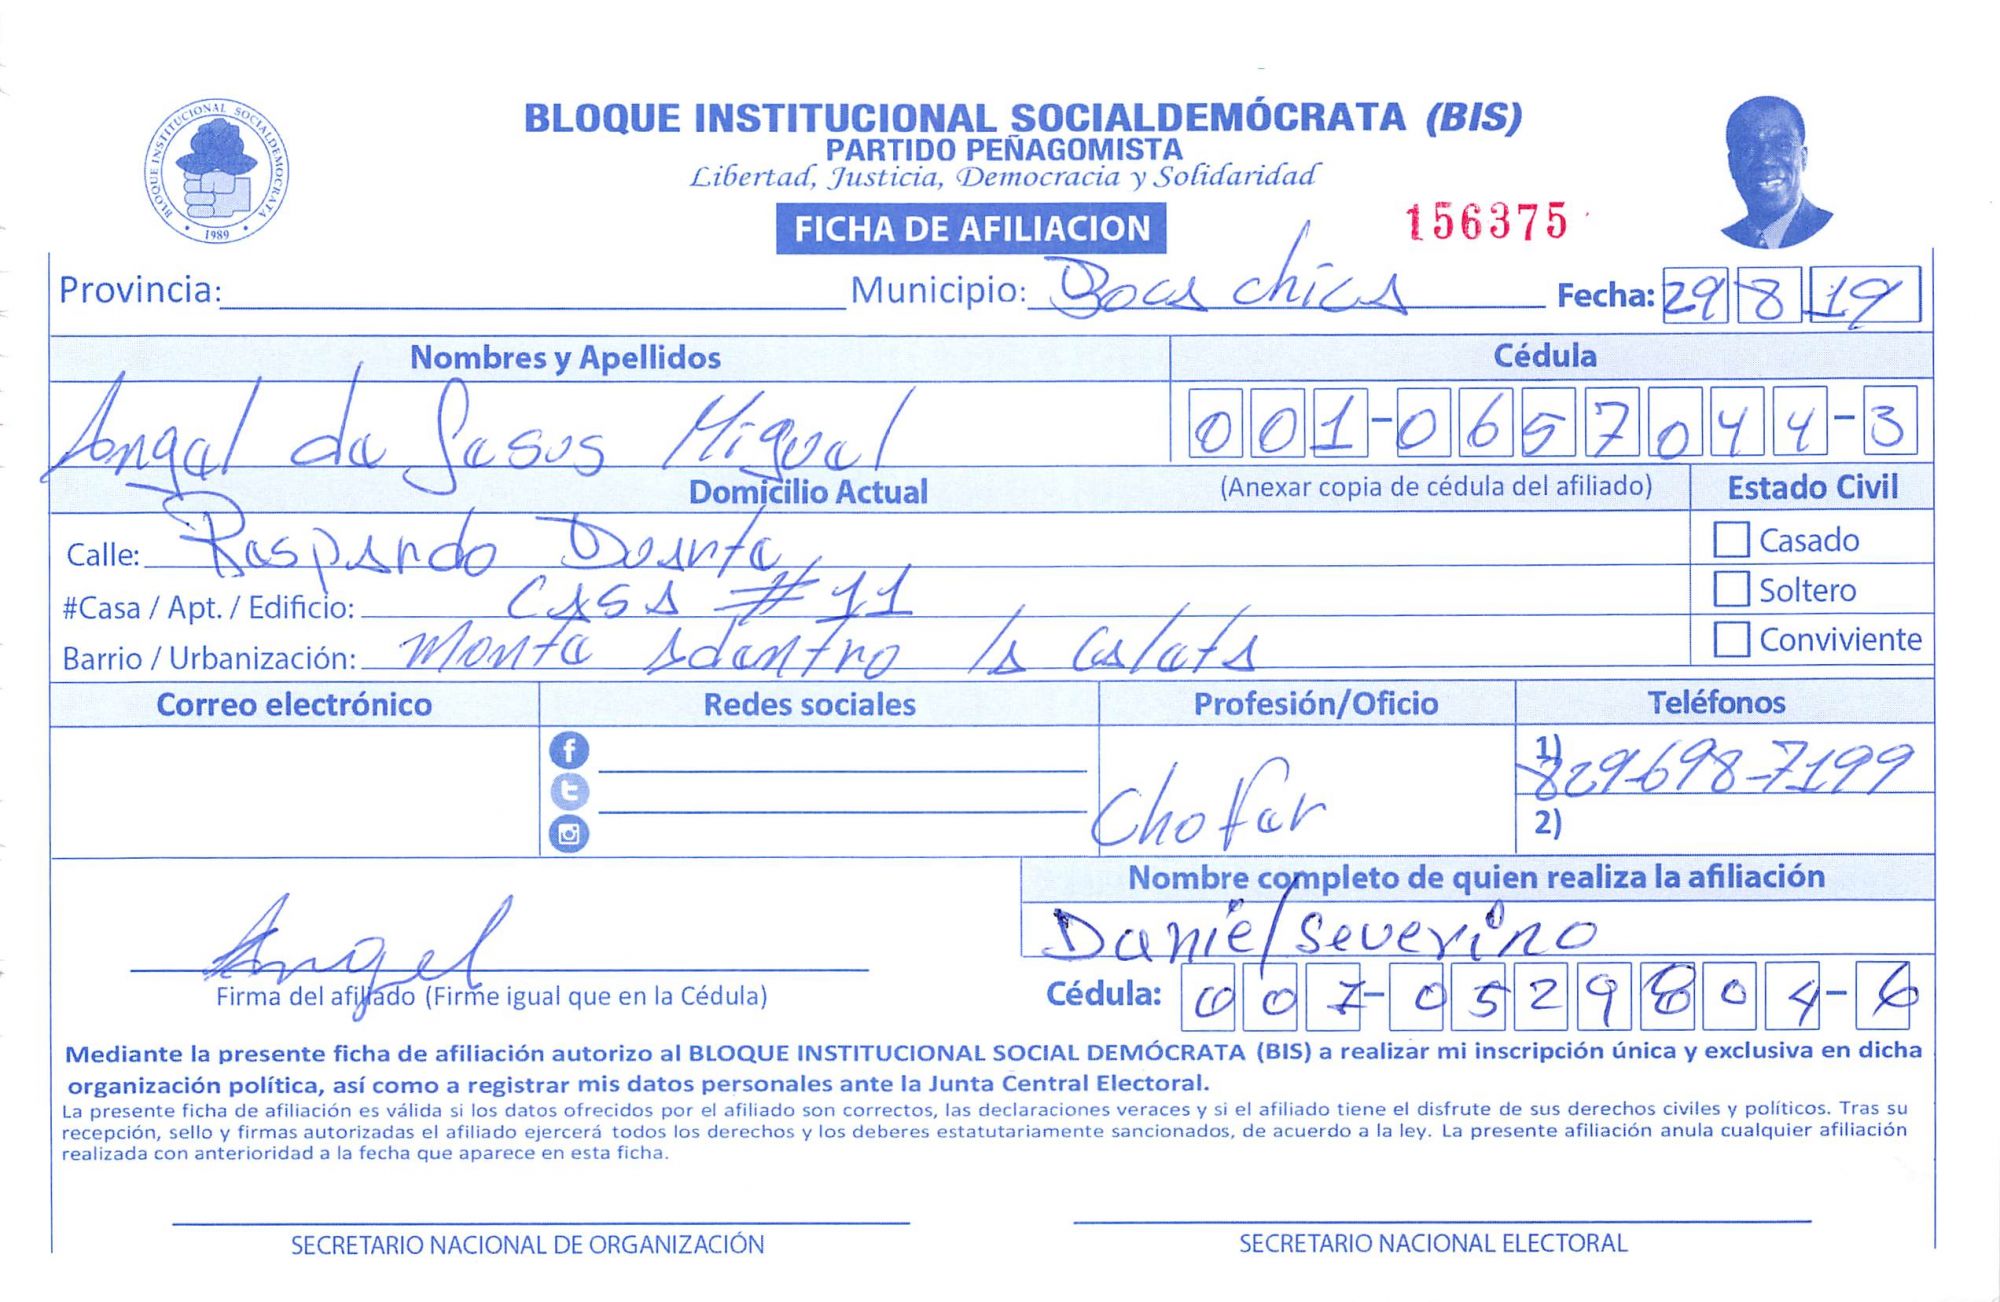 BLOQUE INSTITUCIONAL SOCIALDEMÓCRATA (BIS)
PARTIDO PEÑAGOMISTA
Libertad, Justicia, Democracia y Solidaridad
BLOQUE INSTITUCIONAL SOCIALDEMOCRATA
1989
FICHA DE AFILIACION
156375
Provincia: Municipio: Boca chica Fecha: 29 8 19
Nombres y Apellidos Cédula
Angel de Jesus Miguel 001-0657044-3
Domicilio Actual (Anexar copia de cédula del afiliado) Estado Civil
Calle: Respardo Duarte Casado
#Casa / Apt. / Edificio: casa #11 Soltero
Barrio / Urbanización: Monte adentro la caleta Conviviente
Correo electrónico Redes sociales Profesión/Oficio Teléfonos
Chofer 1) 829-698-7199
2)
Nombre completo de quien realiza la afiliación
Daniel Severino
Angel
Firma del afiliado (Firme igual que en la Cédula) Cédula: 007-0529804-6
Mediante la presente ficha de afiliación autorizo al BLOQUE INSTITUCIONAL SOCIAL DEMÓCRATA (BIS) a realizar mi inscripción única y exclusiva en dicha
organización política, así como a registrar mis datos personales ante la Junta Central Electoral.
La presente ficha de afiliación es válida si los datos ofrecidos por el afiliado son correctos, las declaraciones veraces y si el afiliado tiene el disfrute de sus derechos civiles y políticos. Tras su
recepción, sello y firmas autorizadas el afiliado ejercerá todos los derechos y los deberes estatutariamente sancionados, de acuerdo a la ley. La presente afiliación anula cualquier afiliación
realizada con anterioridad a la fecha que aparece en esta ficha.
SECRETARIO NACIONAL DE ORGANIZACIÓN SECRETARIO NACIONAL ELECTORAL